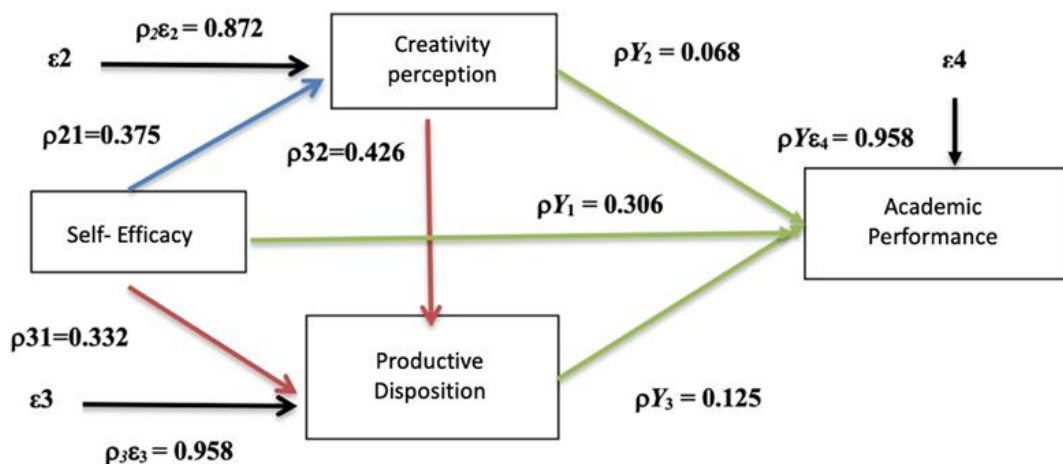 ρ2ε2 = 0.872
ε2
Creativity
perception
ρY2 = 0.068
ε4
ρ21=0.375
ρ32=0.426
ρYε4 = 0.958
Self- Efficacy
ρY1 = 0.306
Academic
Performance
ρ31=0.332
Productive
Disposition
ε3
ρY3 = 0.125
ρ3ε3 = 0.958